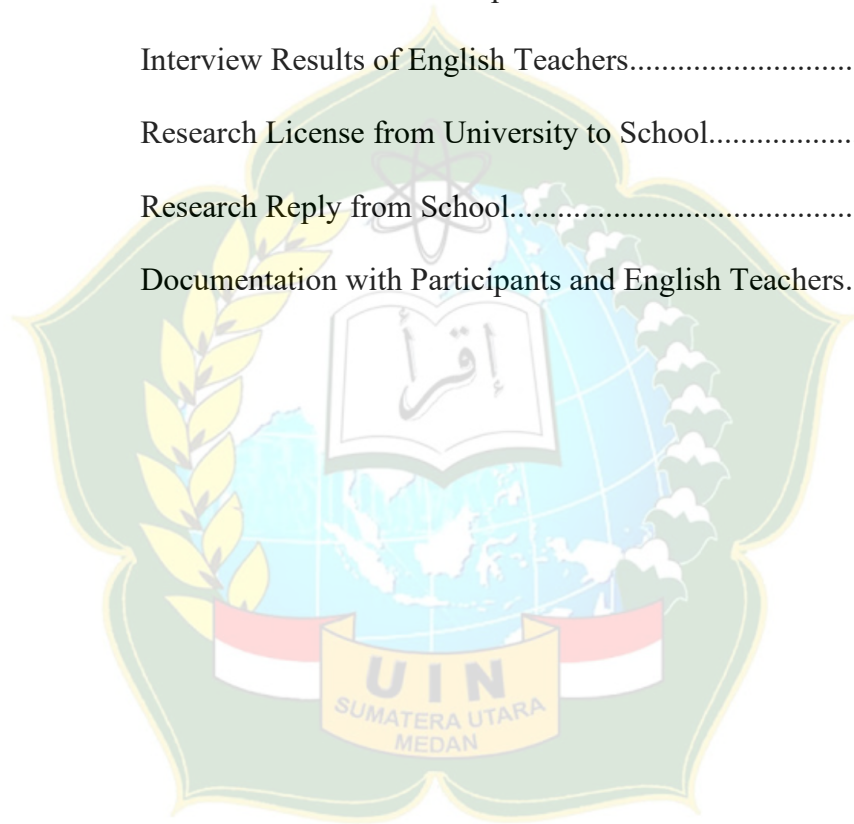 Interview Results of English Teachers...........................
Research License from University to School.................
Research Reply from School..........................................
Documentation with Participants and English Teachers.
إقرأ
UIN
SUMATERA UTARA
MEDAN